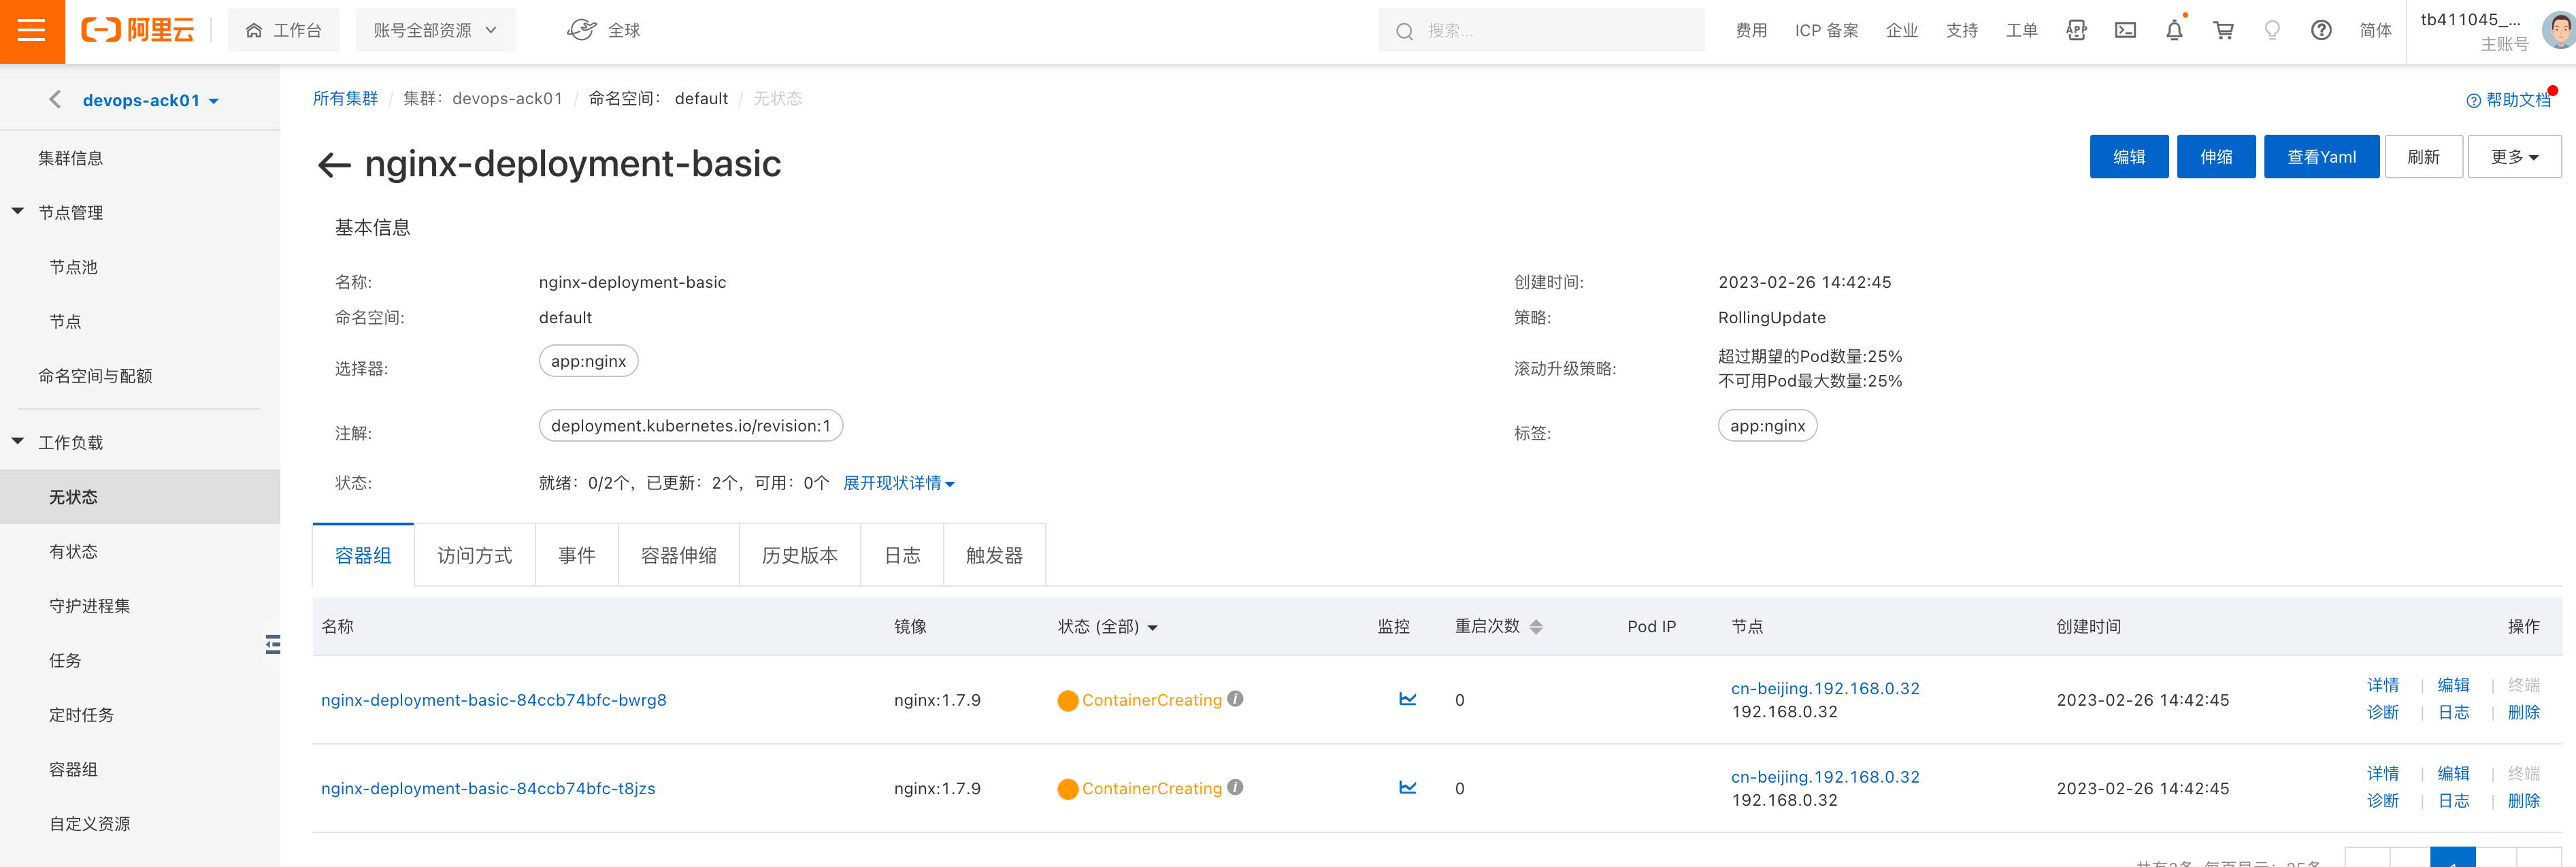 阿里云
工作台
账号全部资源
全球
搜索...
费用 ICP 备案 企业 支持 工单 APP 简体
tb411045_...
主账号
devops-ack01
所有集群 / 集群：devops-ack01 / 命名空间：default / 无状态
帮助文档
集群信息
节点管理
节点池
节点
命名空间与配额
工作负载
无状态
有状态
守护进程集
任务
定时任务
容器组
自定义资源
nginx-deployment-basic
编辑 伸缩 查看Yaml 刷新 更多
基本信息
名称: nginx-deployment-basic 创建时间: 2023-02-26 14:42:45
命名空间: default 策略: RollingUpdate
选择器: app:nginx 滚动升级策略: 超过期望的Pod数量:25%
不可用Pod最大数量:25%
注解: deployment.kubernetes.io/revision:1 标签: app:nginx
状态: 就绪：0/2个，已更新：2个，可用：0个 展开现状详情
容器组 访问方式 事件 容器伸缩 历史版本 日志 触发器
名称 镜像 状态 (全部) 监控 重启次数 Pod IP 节点 创建时间 操作
nginx-deployment-basic-84ccb74bfc-bwrg8 nginx:1.7.9 ContainerCreating 0 cn-beijing.192.168.0.32 2023-02-26 14:42:45 详情 | 编辑 | 终端
192.168.0.32 诊断 | 日志 | 删除
nginx-deployment-basic-84ccb74bfc-t8jzs nginx:1.7.9 ContainerCreating 0 cn-beijing.192.168.0.32 2023-02-26 14:42:45 详情 | 编辑 | 终端
192.168.0.32 诊断 | 日志 | 删除